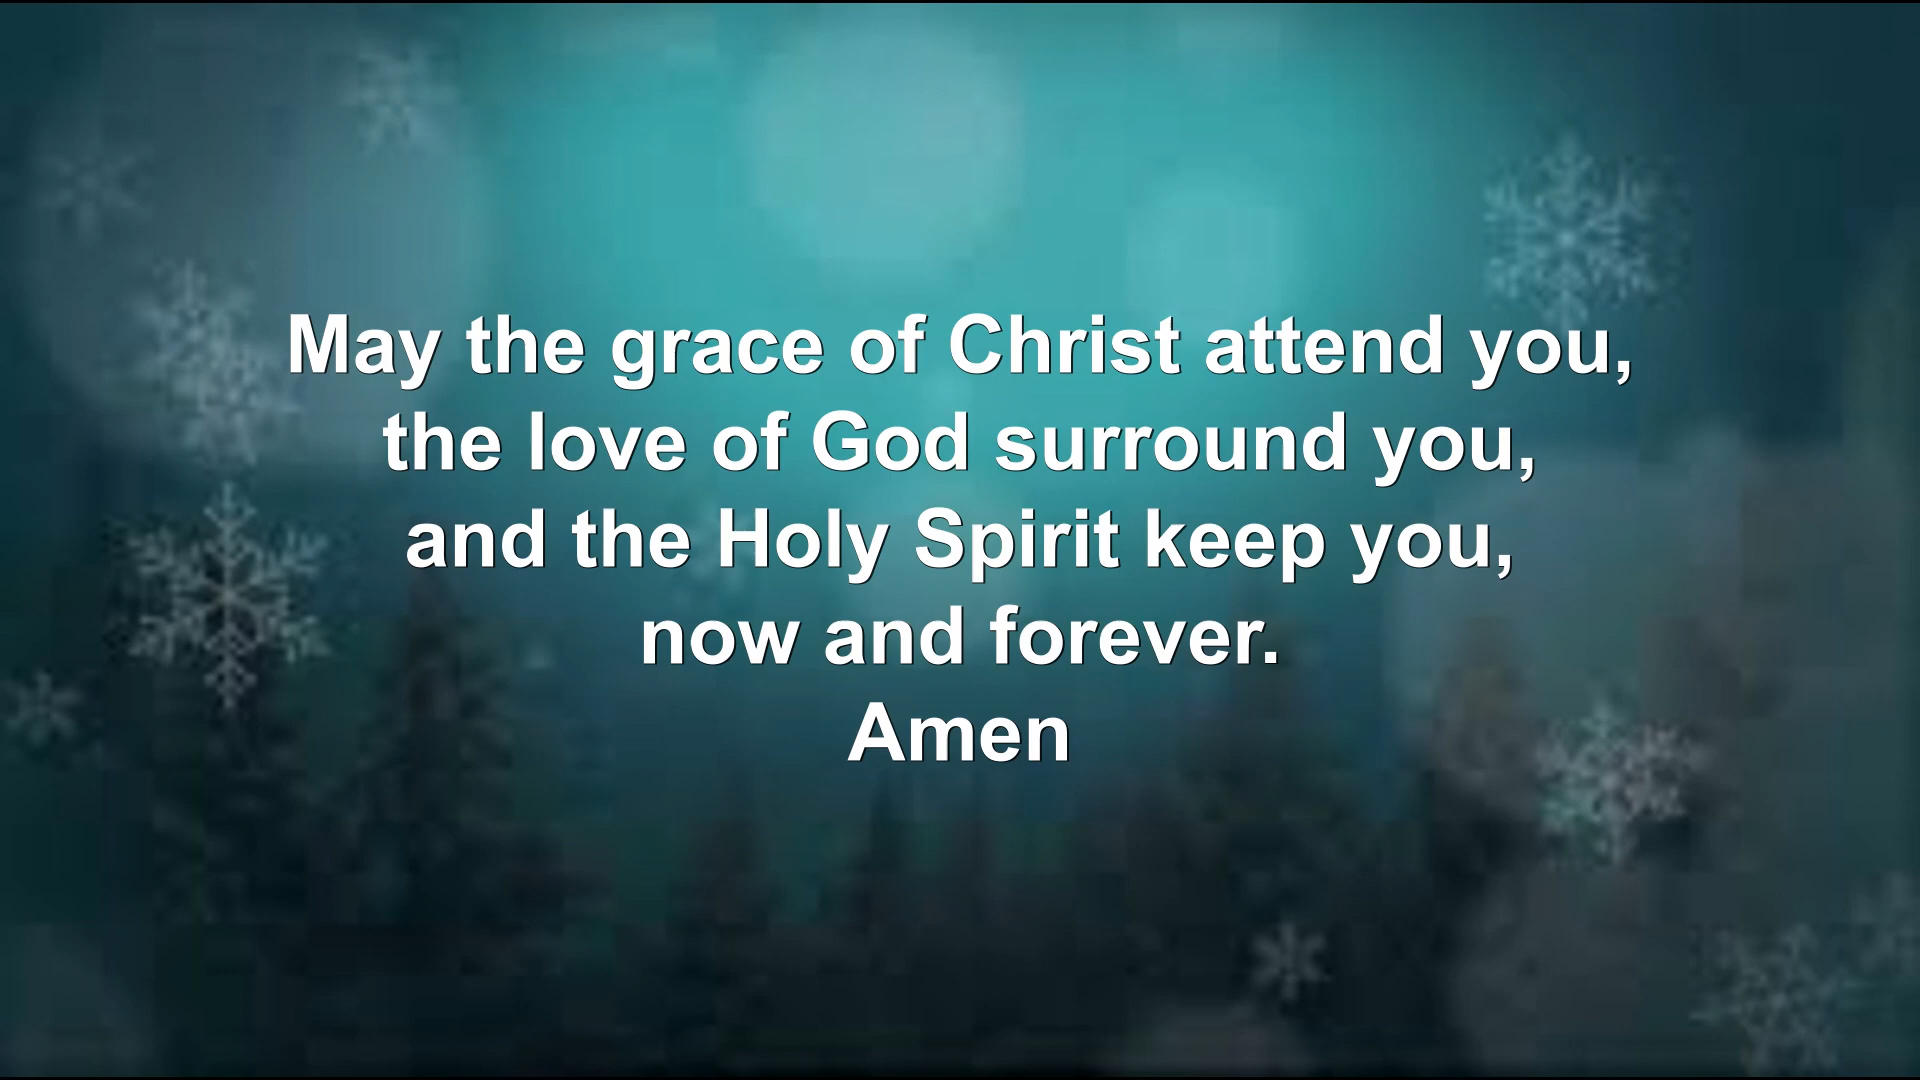 May the grace of Christ attend you,
the love of God surround you,
and the Holy Spirit keep you,
now and forever.
Amen